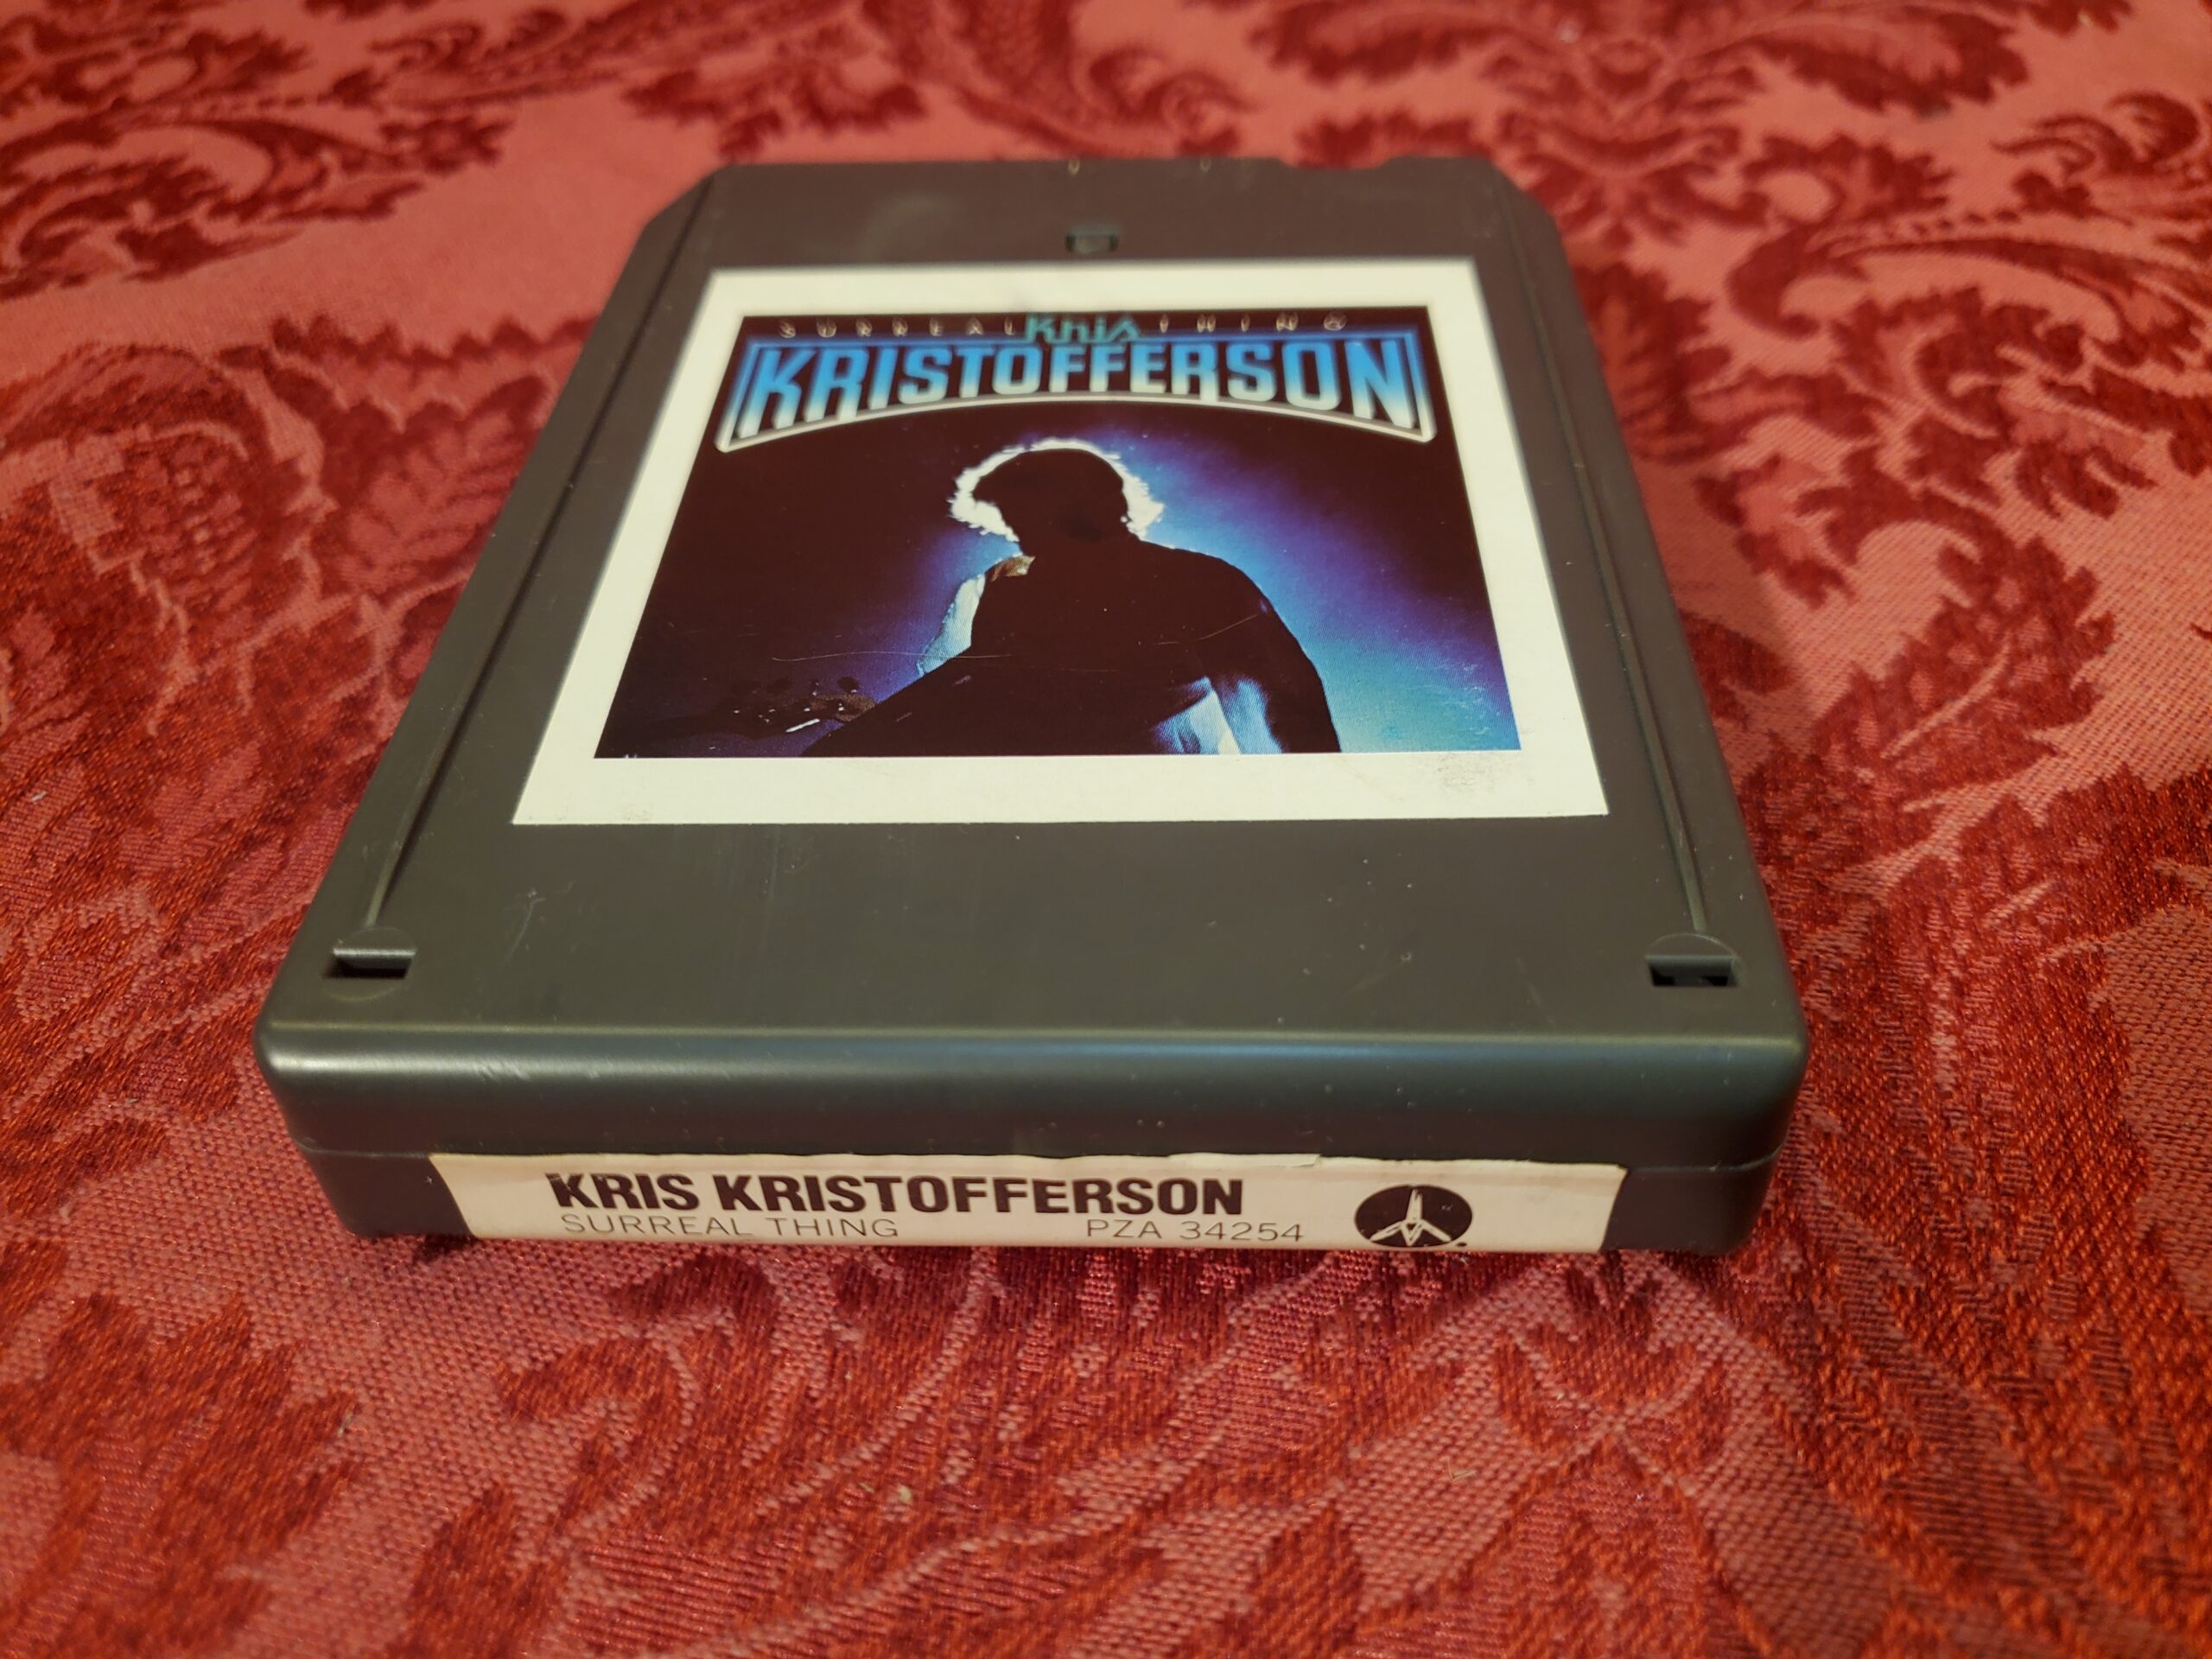 SURREAL THING
Kris
KRISTOFFERSON
KRIS KRISTOFFERSON
SURREAL THING PZA 34254